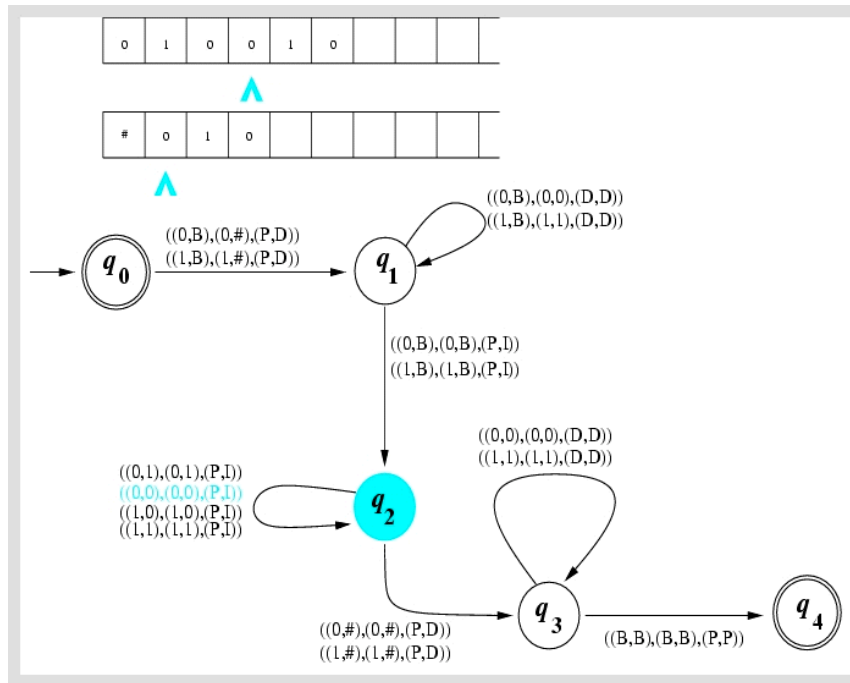 0 1 0 0 1 0
# 0 1 0
((0,B),(0,0),(D,D))
((1,B),(1,1),(D,D))
((0,B),(0,#),(P,D))
((1,B),(1,#),(P,D))
q0
q1
((0,B),(0,B),(P,I))
((1,B),(1,B),(P,I))
((0,0),(0,0),(D,D))
((1,1),(1,1),(D,D))
((0,1),(0,1),(P,I))
((0,0),(0,0),(P,I))
((1,0),(1,0),(P,I))
((1,1),(1,1),(P,I))
q2
q3
q4
((0,#),(0,#),(P,D))
((1,#),(1,#),(P,D))
((B,B),(B,B),(P,P))